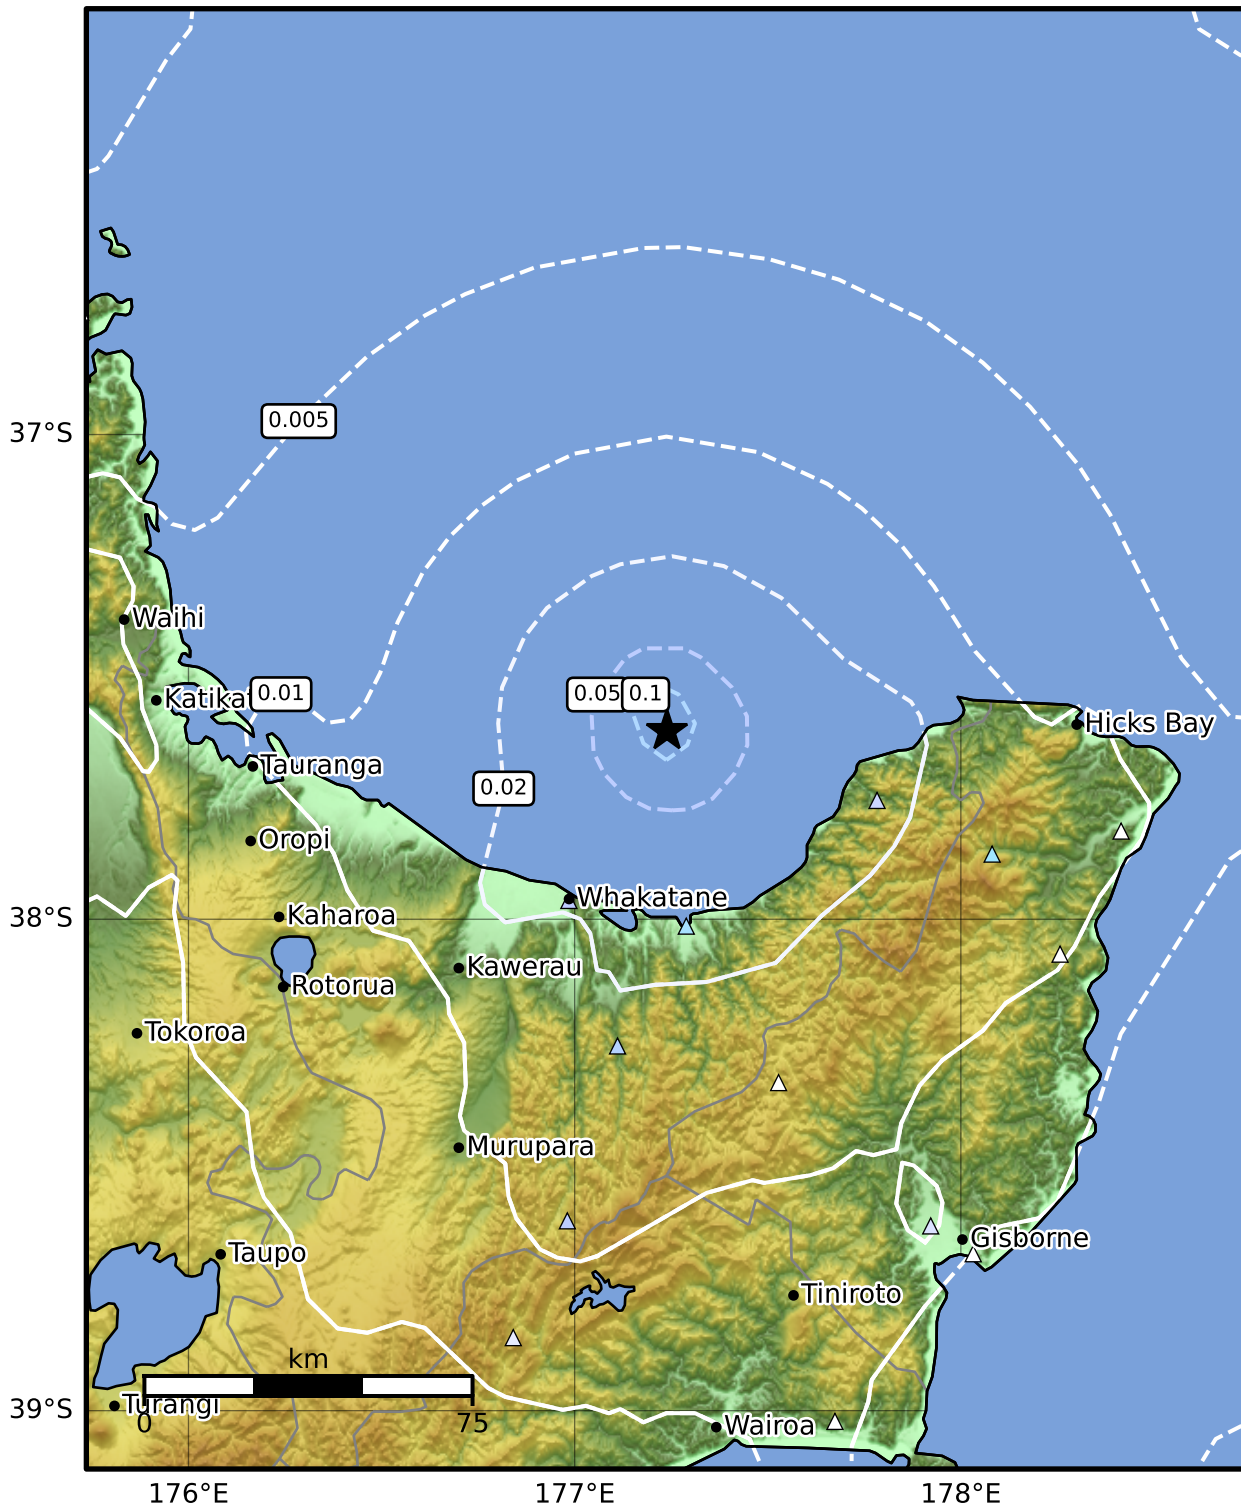 0.005
37°S
Waihi
Katikat
0.01
0.05
0.1
Hicks Bay
Tauranga
0.02
Oropi
Whakatane
38°S
Kaharoa
Kawerau
Rotorua
Tokoroa
Murupara
Gisborne
Taupo
Tiniroto
km
Turangi
39°S
0
75
Wairoa
176°E
177°E
178°E